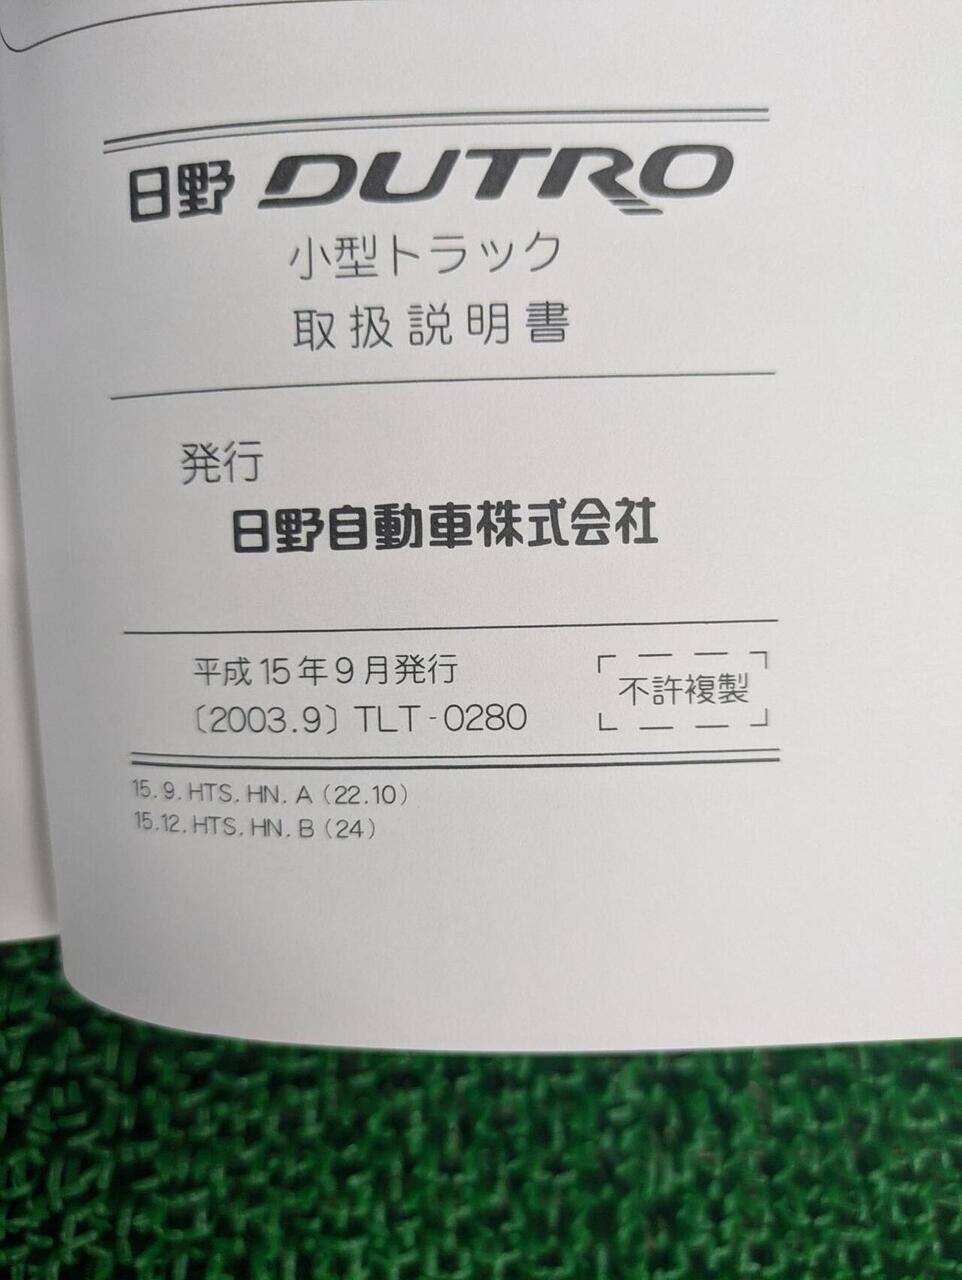 日野 DUTRO
小型トラック
取扱説明書
発行
日野自動車株式会社
平成15年9月発行
〔2003.9〕TLT-0280
不許複製
15.9.HTS.HN.A(22.10)
15.12.HTS.HN.B(24)